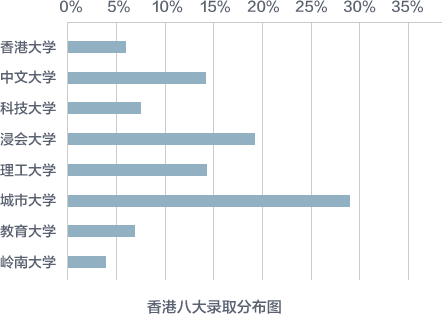 0% 5% 10% 15% 20% 25% 30% 35%
香港大学
中文大学
科技大学
浸会大学
理工大学
城市大学
教育大学
岭南大学
香港八大录取分布图